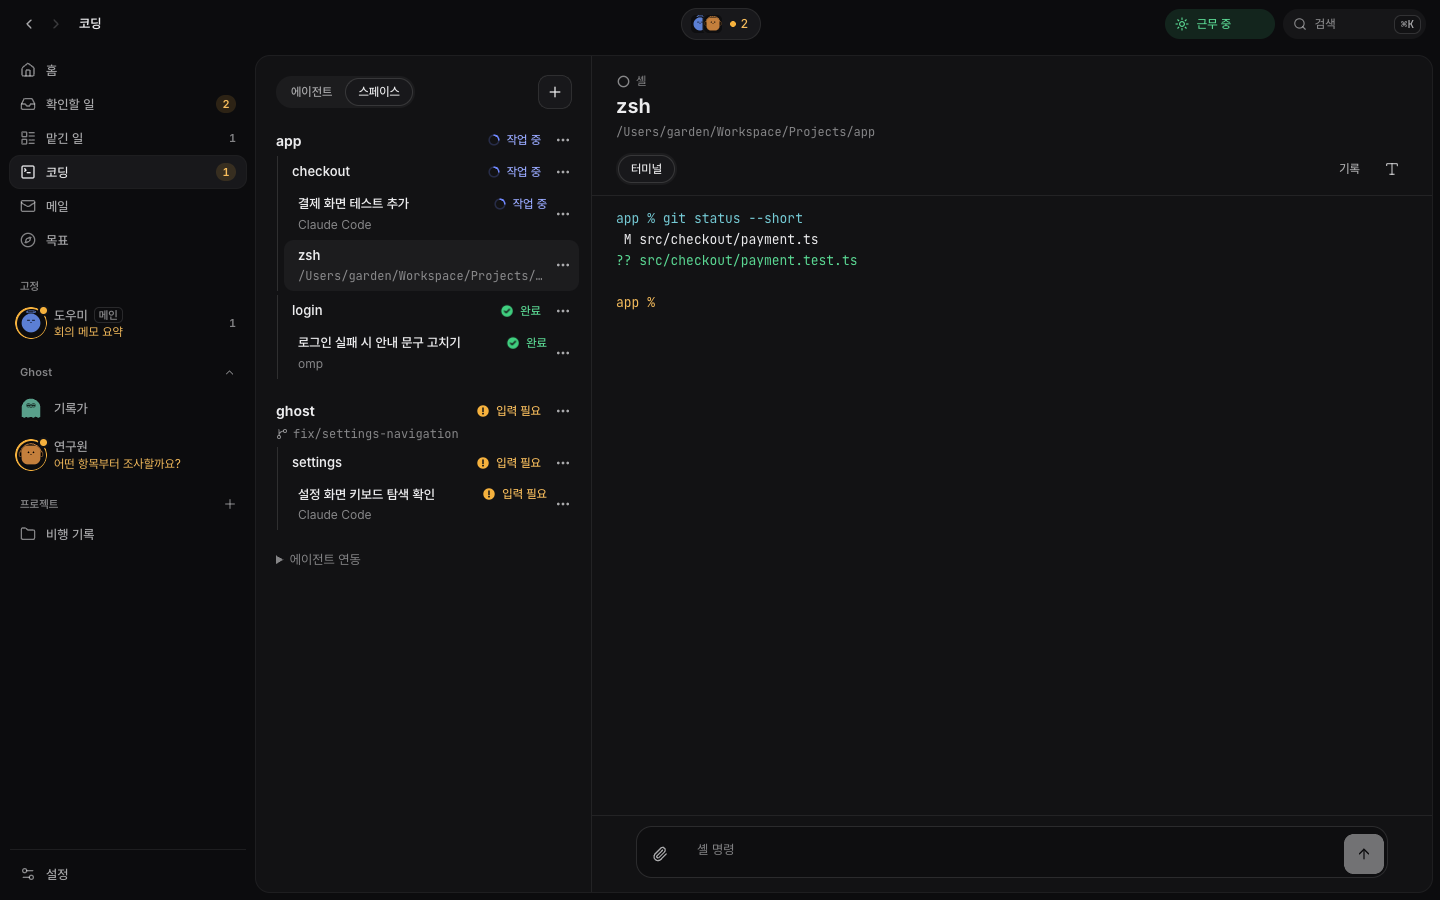 코딩
2
근무 중
검색
⌘K
홈
확인할 일
2
맡긴 일
1
코딩
1
메일
목표
고정
도우미 메인
회의 메모 요약
1
Ghost
기록가
연구원
어떤 항목부터 조사할까요?
프로젝트
비행 기록
설정
에이전트
스페이스
app
작업 중
checkout
작업 중
결제 화면 테스트 추가
작업 중
Claude Code
zsh
/Users/garden/Workspace/Projects/…
login
완료
로그인 실패 시 안내 문구 고치기
완료
omp
ghost
입력 필요
fix/settings-navigation
settings
입력 필요
설정 화면 키보드 탐색 확인
입력 필요
Claude Code
에이전트 연동
셸
zsh
/Users/garden/Workspace/Projects/app
터미널
기록
app % git status --short
M src/checkout/payment.ts
?? src/checkout/payment.test.ts
app %
셸 명령